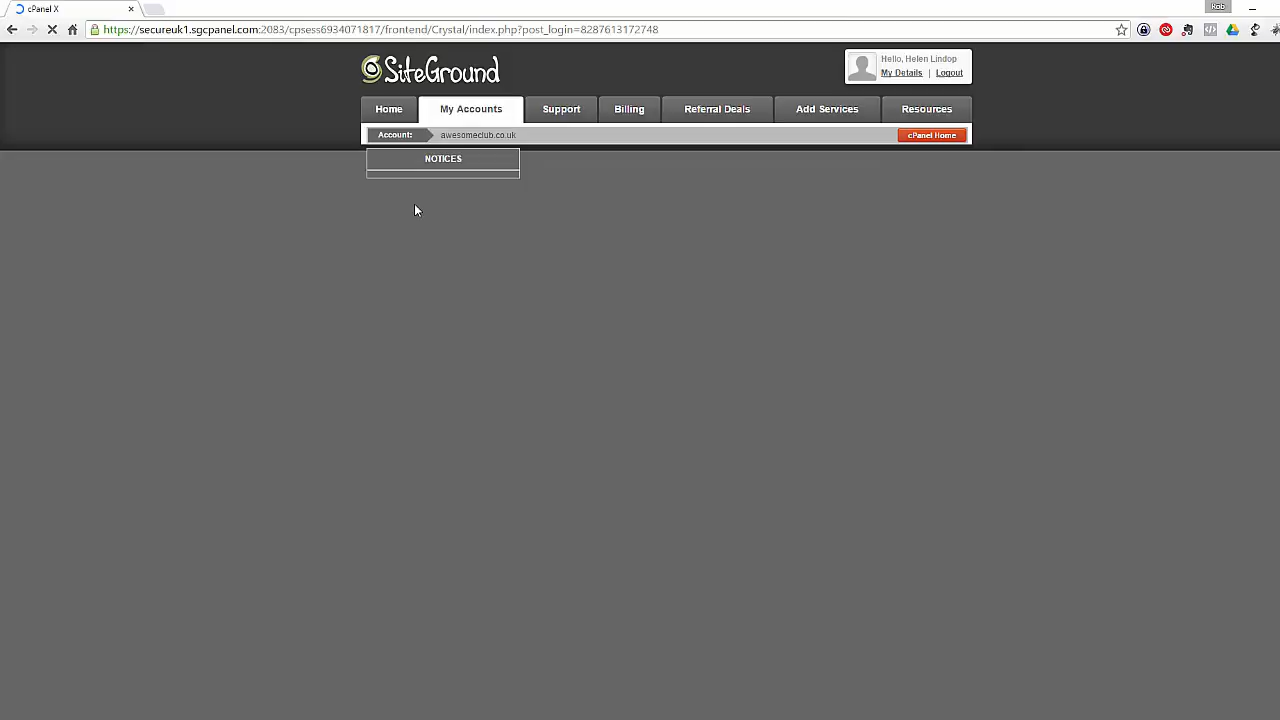 cPanel X
Rob
https://secureuk1.sgcpanel.com:2083/cpsess6934071817/frontend/Crystal/index.php?post_login=8287613172748
SiteGround
Hello, Helen Lindop
My Details | Logout
Home
My Accounts
Support
Billing
Referral Deals
Add Services
Resources
Account:
awesomeclub.co.uk
cPanel Home
NOTICES